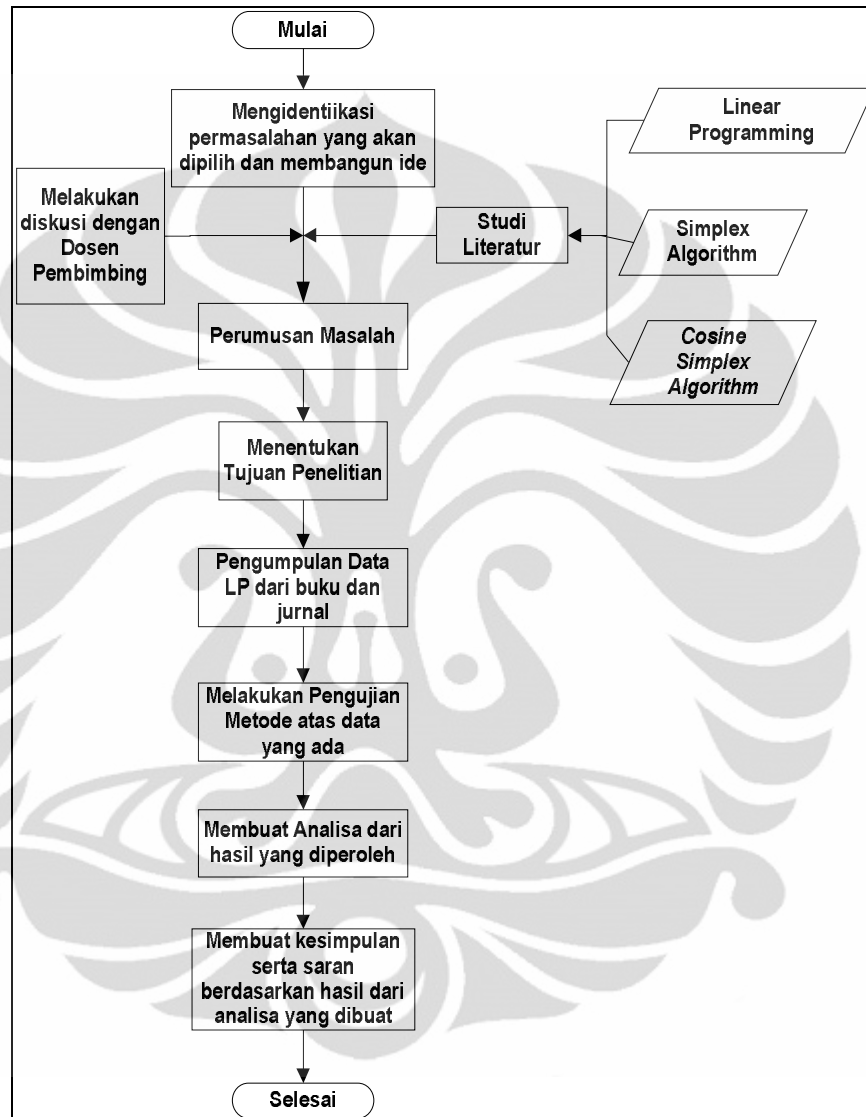 Mulai
Mengidentiikasi
permasalahan yang akan
dipilih dan membangun ide
Linear
Programming
Melakukan
diskusi dengan
Dosen
Pembimbing
Studi
Literatur
Simplex
Algorithm
Perumusan Masalah
Cosine
Simplex
Algorithm
Menentukan
Tujuan Penelitian
Pengumpulan Data
LP dari buku dan
jurnal
Melakukan Pengujian
Metode atas data
yang ada
Membuat Analisa dari
hasil yang diperoleh
Membuat kesimpulan
serta saran
berdasarkan hasil dari
analisa yang dibuat
Selesai